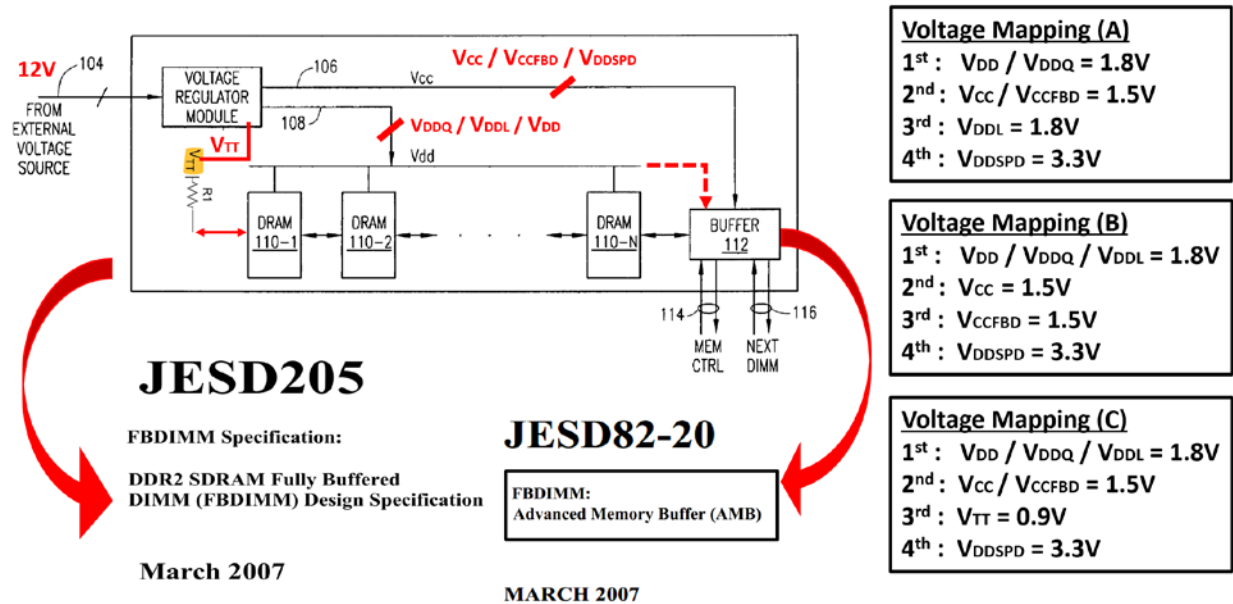 12V
104
FROM
EXTERNAL
VOLTAGE
SOURCE
VOLTAGE
REGULATOR
MODULE
106
Vcc
VCC / VCCFBD / VDDSPD
108
VDDQ / VDDL / VDD
VTT
VTT
R1
Vdd
DRAM
110-1
DRAM
110-2
. . . .
DRAM
110-N
BUFFER
112
114
116
MEM
CTRL
NEXT
DIMM
JESD205
FBDIMM Specification:
DDR2 SDRAM Fully Buffered
DIMM (FBDIMM) Design Specification
March 2007
JESD82-20
FBDIMM:
Advanced Memory Buffer (AMB)
MARCH 2007
Voltage Mapping (A)
1st : VDD / VDDQ = 1.8V
2nd : VCC / VCCFBD = 1.5V
3rd : VDDL = 1.8V
4th : VDDSPD = 3.3V
Voltage Mapping (B)
1st : VDD / VDDQ / VDDL = 1.8V
2nd : VCC = 1.5V
3rd : VCCFBD = 1.5V
4th : VDDSPD = 3.3V
Voltage Mapping (C)
1st : VDD / VDDQ / VDDL = 1.8V
2nd : VCC / VCCFBD = 1.5V
3rd : VTT = 0.9V
4th : VDDSPD = 3.3V